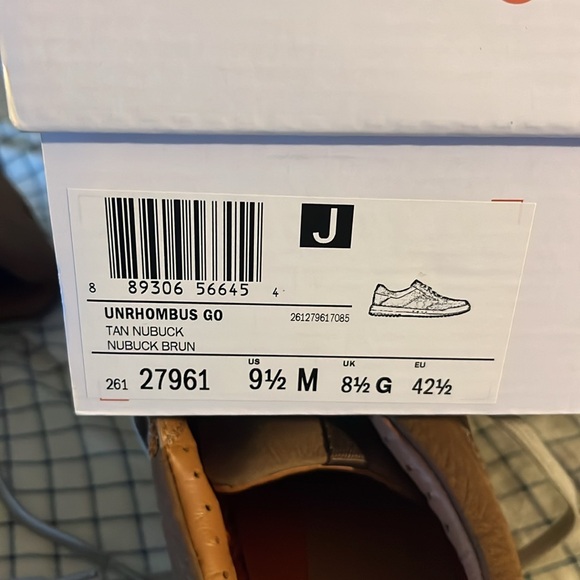 J
8 89306 56645 4
UNRHOMBUS GO 261279617085
TAN NUBUCK
NUBUCK BRUN
US UK EU
261 27961 9½ M 8½ G 42½